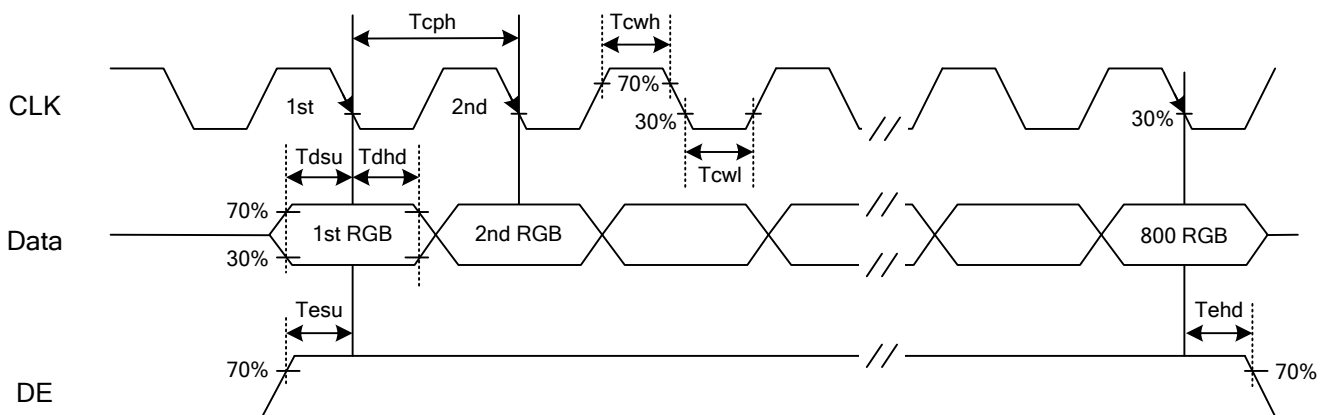 Tcph
Tcwh
CLK
1st
2nd
70%
30%
30%
Tcwl
Tdsu
Tdhd
Data
70%
30%
1st RGB
2nd RGB
800 RGB
Tesu
Tehd
DE
70%
70%